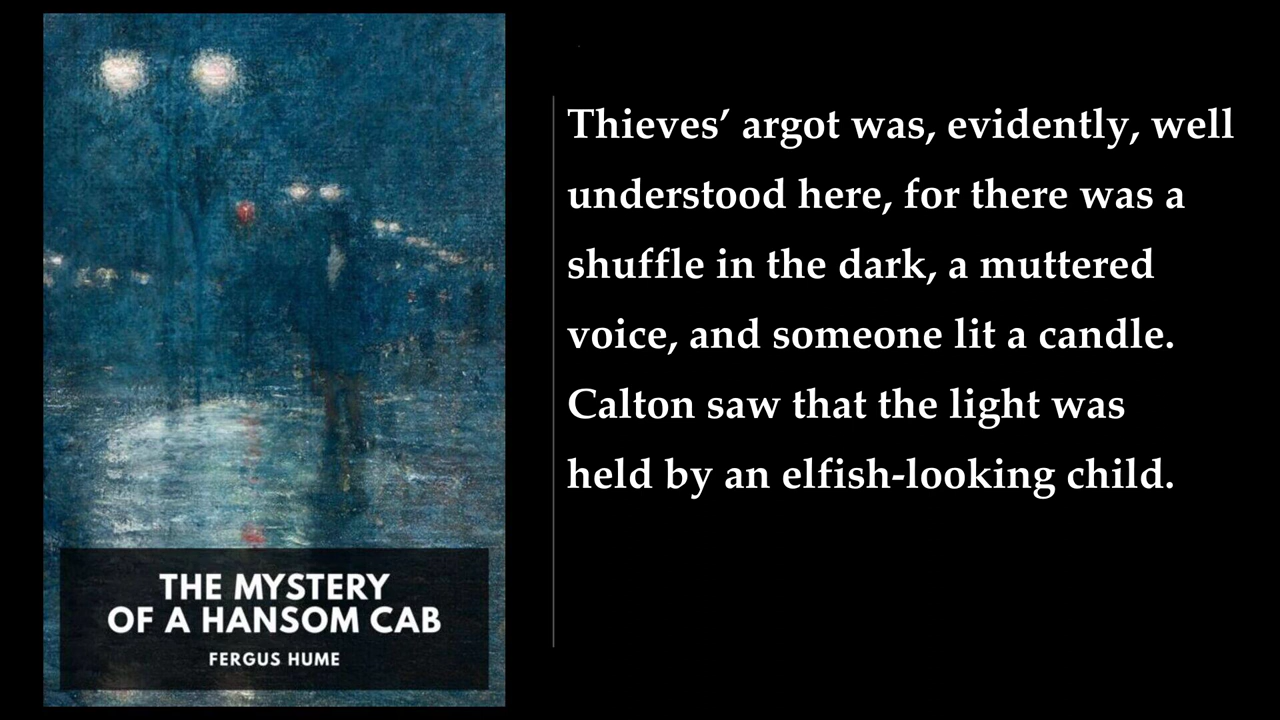 Thieves’ argot was, evidently, well
understood here, for there was a
shuffle in the dark, a muttered
voice, and someone lit a candle.
Calton saw that the light was
held by an elfish-looking child.
THE MYSTERY
OF A HANSOM CAB
FERGUS HUME